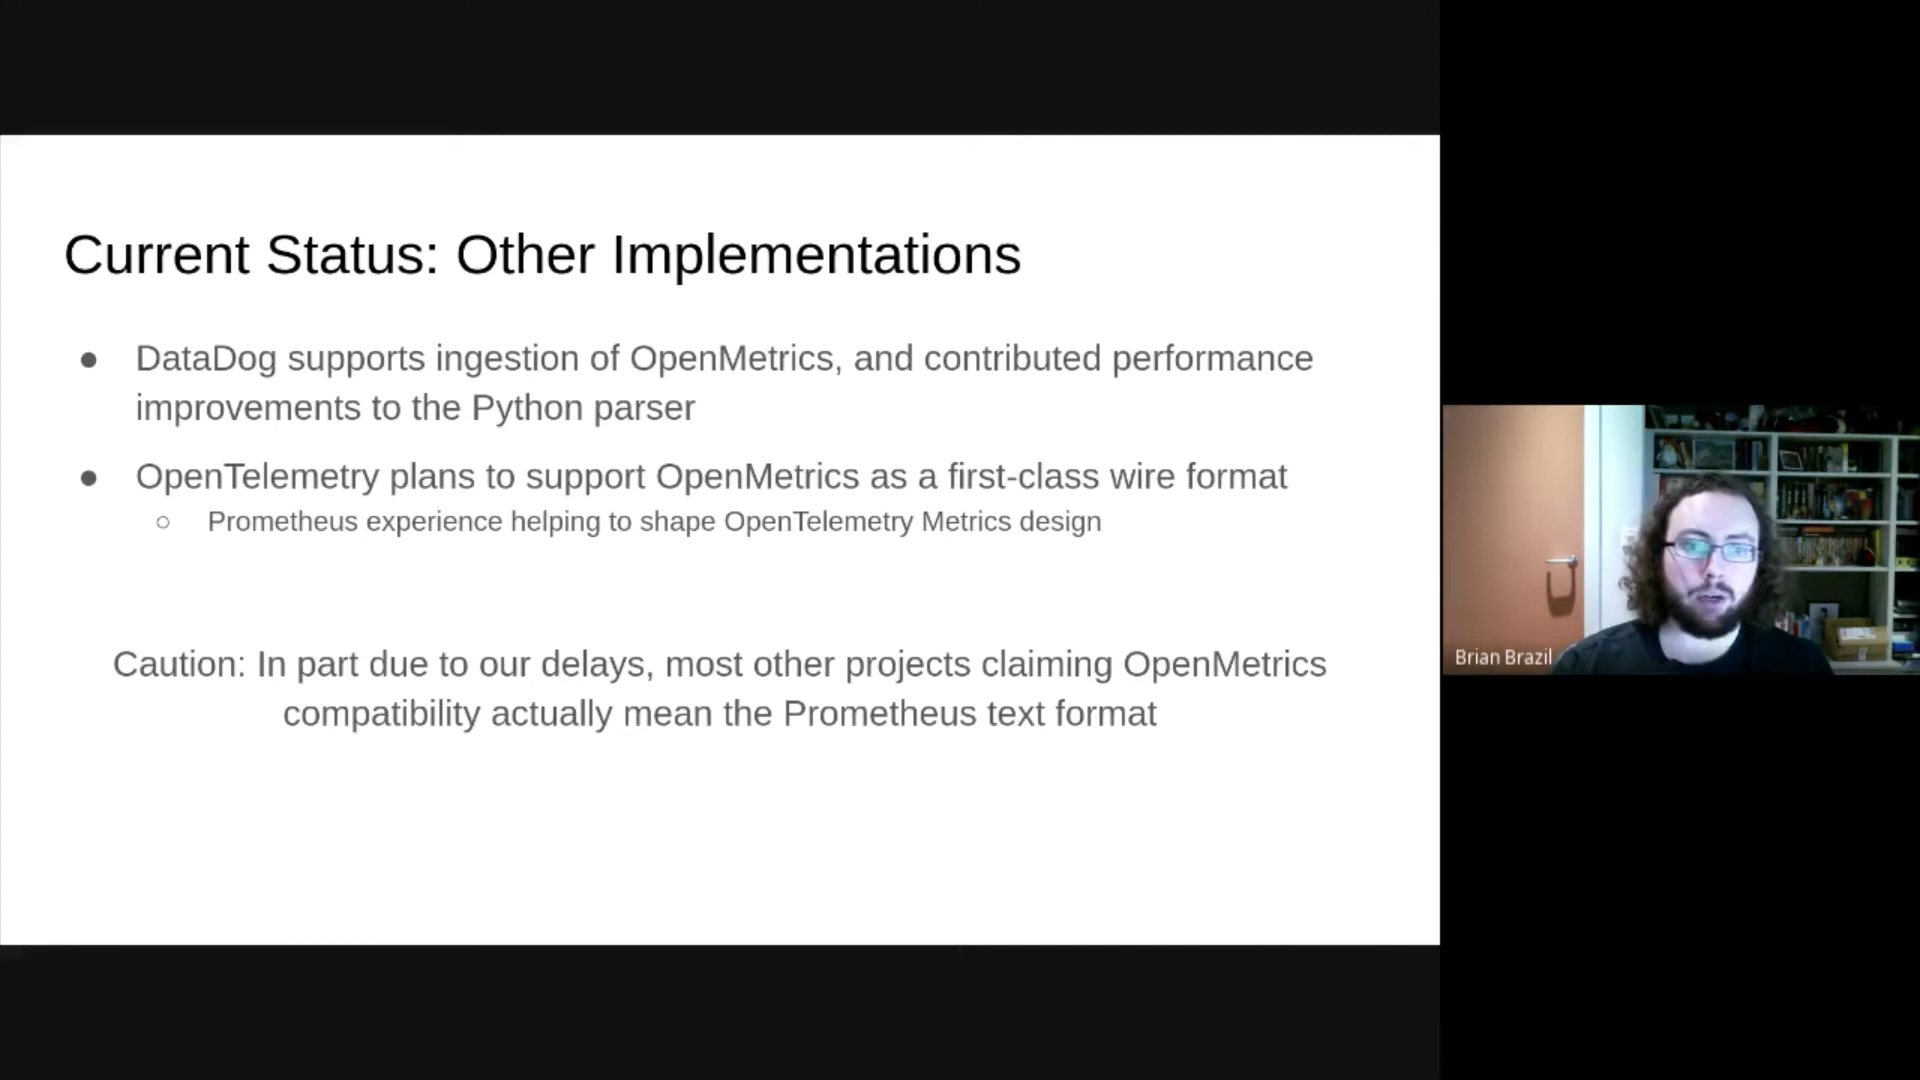 Current Status: Other Implementations
● DataDog supports ingestion of OpenMetrics, and contributed performance
improvements to the Python parser
● OpenTelemetry plans to support OpenMetrics as a first-class wire format
○ Prometheus experience helping to shape OpenTelemetry Metrics design
Caution: In part due to our delays, most other projects claiming OpenMetrics
compatibility actually mean the Prometheus text format
Brian Brazil